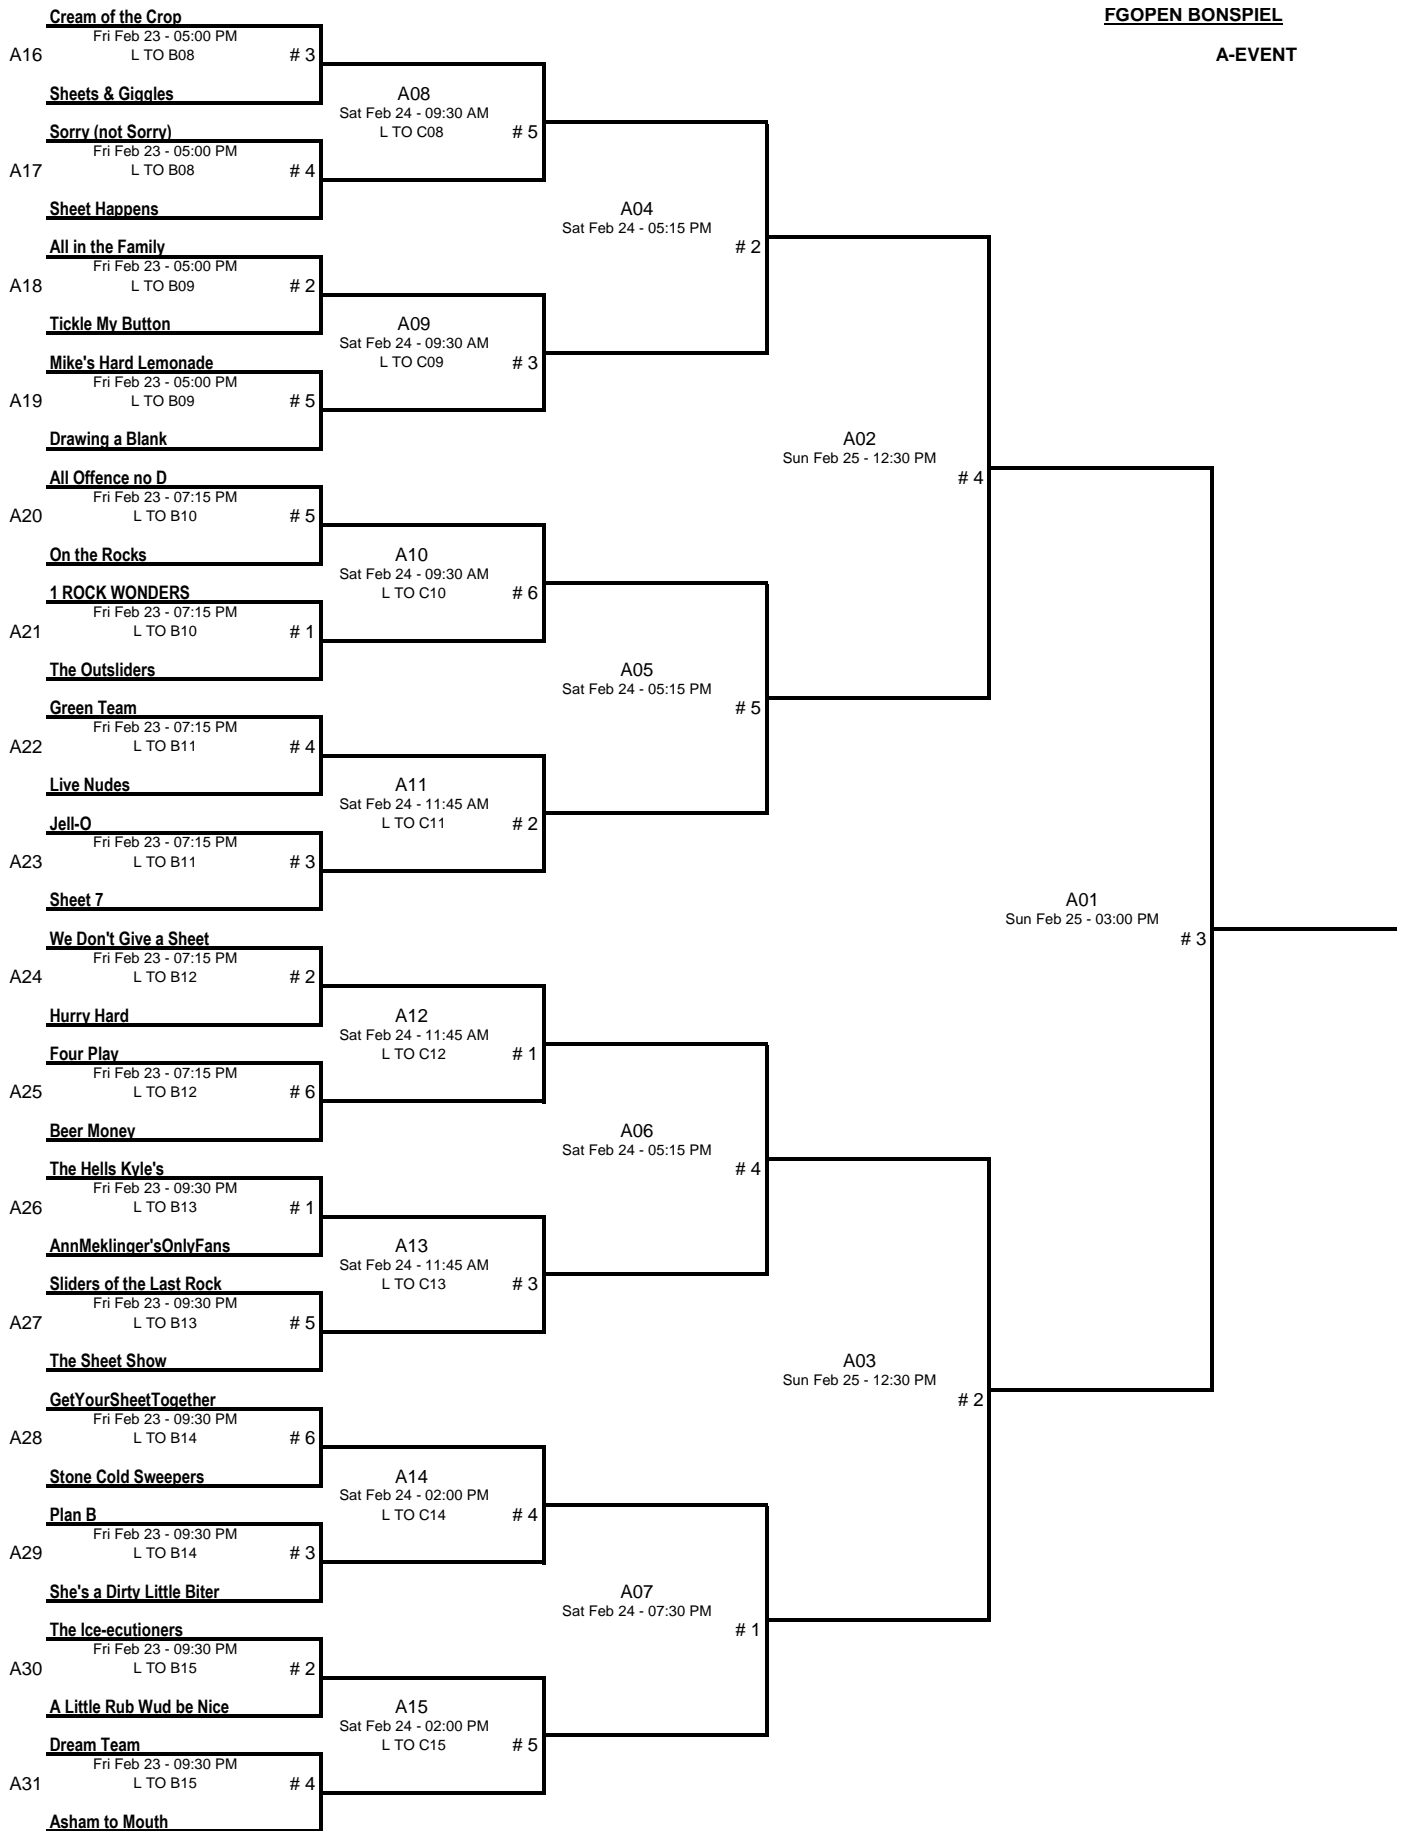 FGOPEN BONSPIEL
A-EVENT
Cream of the Crop
Fri Feb 23 - 05:00 PM
A16 L TO B08 # 3
Sheets & Giggles
A08
Sat Feb 24 - 09:30 AM
L TO C08 # 5
Sorry (not Sorry)
Fri Feb 23 - 05:00 PM
A17 L TO B08 # 4
Sheet Happens
A04
Sat Feb 24 - 05:15 PM
# 2
All in the Family
Fri Feb 23 - 05:00 PM
A18 L TO B09 # 2
Tickle My Button
A09
Sat Feb 24 - 09:30 AM
L TO C09 # 3
Mike's Hard Lemonade
Fri Feb 23 - 05:00 PM
A19 L TO B09 # 5
Drawing a Blank
A02
Sun Feb 25 - 12:30 PM
# 4
All Offence no D
Fri Feb 23 - 07:15 PM
A20 L TO B10 # 5
On the Rocks
A10
Sat Feb 24 - 09:30 AM
L TO C10 # 6
1 ROCK WONDERS
Fri Feb 23 - 07:15 PM
A21 L TO B10 # 1
The Outsliders
A05
Sat Feb 24 - 05:15 PM
# 5
Green Team
Fri Feb 23 - 07:15 PM
A22 L TO B11 # 4
Live Nudes
A11
Sat Feb 24 - 11:45 AM
L TO C11 # 2
Jell-O
Fri Feb 23 - 07:15 PM
A23 L TO B11 # 3
Sheet 7
A01
Sun Feb 25 - 03:00 PM
# 3
We Don't Give a Sheet
Fri Feb 23 - 07:15 PM
A24 L TO B12 # 2
Hurry Hard
A12
Sat Feb 24 - 11:45 AM
L TO C12 # 1
Four Play
Fri Feb 23 - 07:15 PM
A25 L TO B12 # 6
Beer Money
A06
Sat Feb 24 - 05:15 PM
# 4
The Hells Kyle's
Fri Feb 23 - 09:30 PM
A26 L TO B13 # 1
AnnMeklinger'sOnlyFans
A13
Sat Feb 24 - 11:45 AM
L TO C13 # 3
Sliders of the Last Rock
Fri Feb 23 - 09:30 PM
A27 L TO B13 # 5
The Sheet Show
A03
Sun Feb 25 - 12:30 PM
# 2
GetYourSheetTogether
Fri Feb 23 - 09:30 PM
A28 L TO B14 # 6
Stone Cold Sweepers
A14
Sat Feb 24 - 02:00 PM
L TO C14 # 4
Plan B
Fri Feb 23 - 09:30 PM
A29 L TO B14 # 3
She's a Dirty Little Biter
A07
Sat Feb 24 - 07:30 PM
# 1
The Ice-ecutioners
Fri Feb 23 - 09:30 PM
A30 L TO B15 # 2
A Little Rub Wud be Nice
A15
Sat Feb 24 - 02:00 PM
L TO C15 # 5
Dream Team
Fri Feb 23 - 09:30 PM
A31 L TO B15 # 4
Asham to Mouth